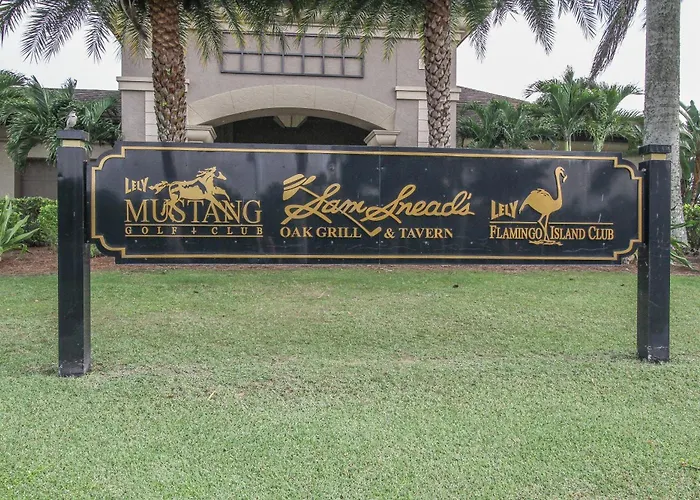 LELY
MUSTANG
GOLF CLUB
Sam Snead's
OAK GRILL & TAVERN
LELY
FLAMINGO ISLAND CLUB